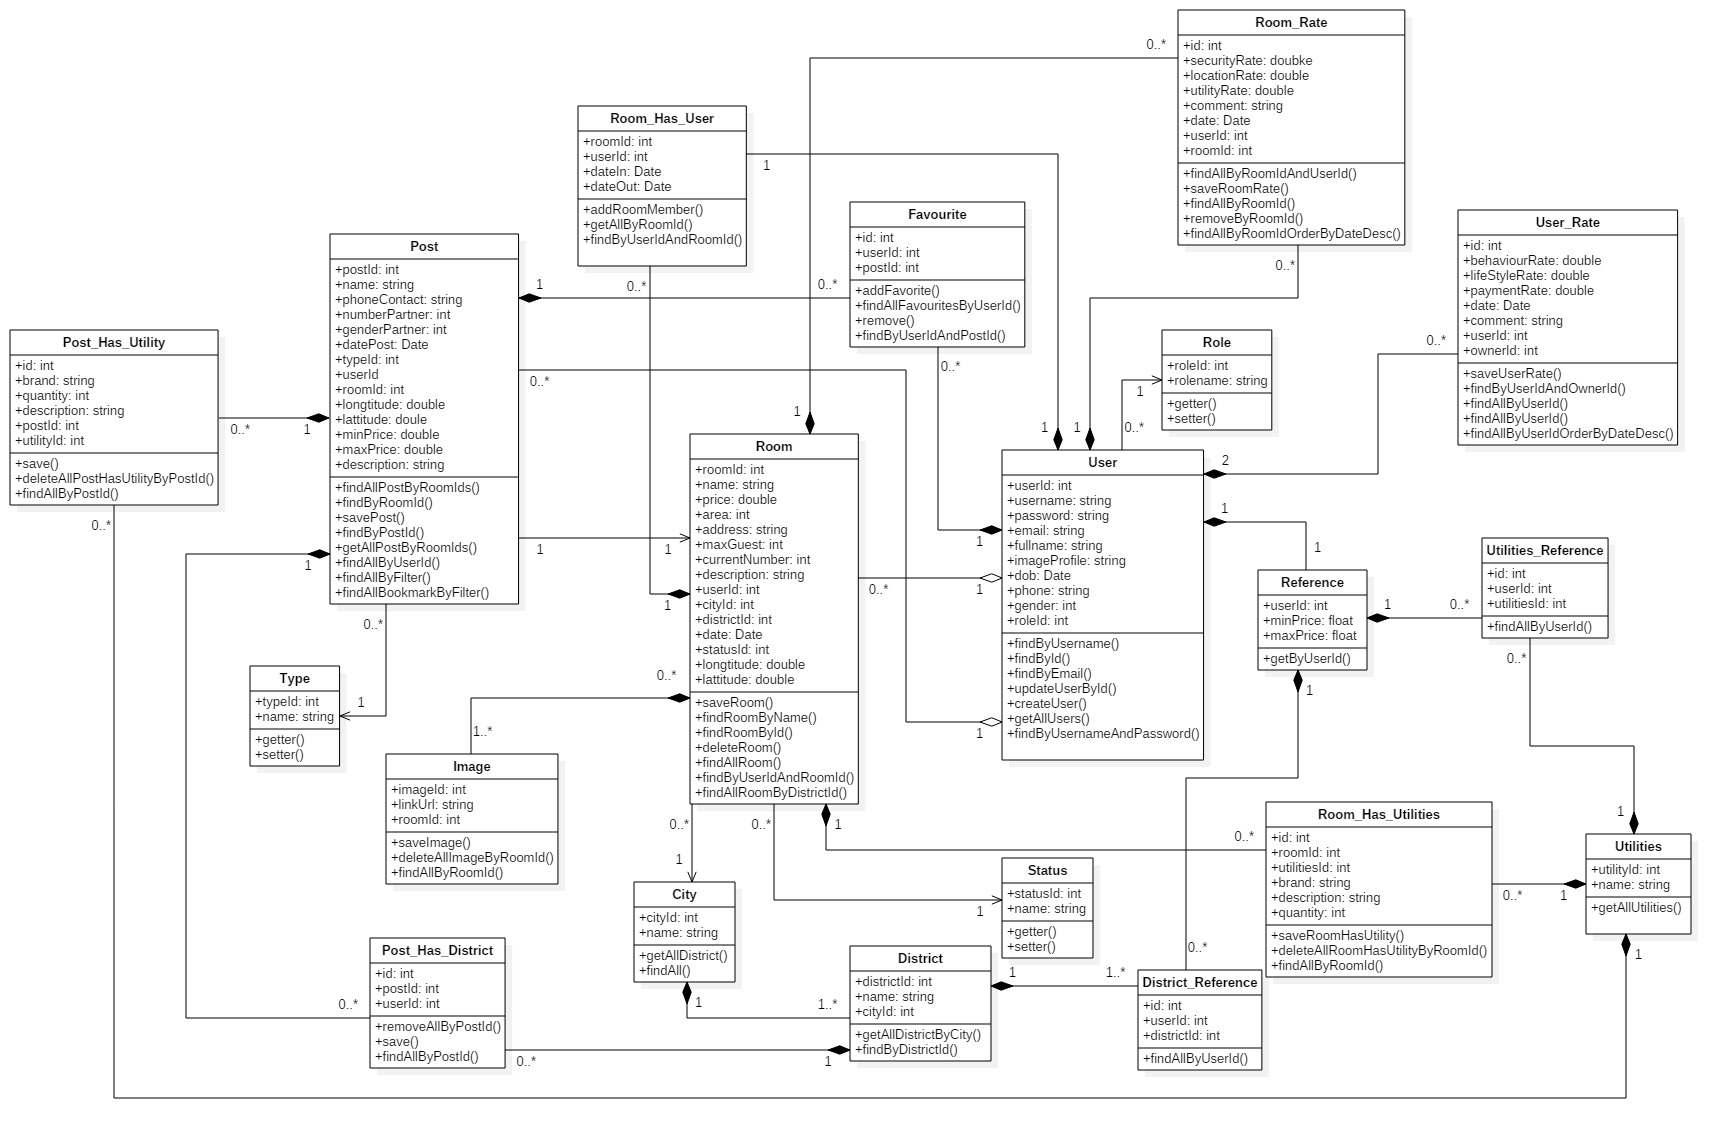 Room_Rate
+id: int
+securityRate: doubke
+locationRate: double
+utilityRate: double
+comment: string
+date: Date
+userId: int
+roomId: int
+findAllByRoomIdAndUserId()
+saveRoomRate()
+findAllByRoomId()
+removeByRoomId()
+findAllByRoomIdOrderByDateDesc()
0..*
0..*
Room_Has_User
+roomId: int
+userId: int
+dateIn: Date
+dateOut: Date
+addRoomMember()
+getAllByRoomId()
+findByUserIdAndRoomId()
1
0..*
Favourite
+id: int
+userId: int
+postId: int
+addFavorite()
+findAllFavouritesByUserId()
+remove()
+findByUserIdAndPostId()
0..*
0..*
User_Rate
+id: int
+behaviourRate: double
+lifeStyleRate: double
+paymentRate: double
+date: Date
+comment: string
+userId: int
+ownerId: int
+saveUserRate()
+findByUserIdAndOwnerId()
+findAllByUserId()
+findAllByUserId()
+findAllByUserIdOrderByDateDesc()
0..*
Post
+postId: int
+name: string
+phoneContact: string
+numberPartner: int
+genderPartner: int
+datePost: Date
+typeId: int
+userId
+roomId: int
+longtitude: double
+lattitude: doule
+minPrice: double
+maxPrice: double
+description: string
+findAllPostByRoomIds()
+findByRoomId()
+savePost()
+findByPostId()
+getAllPostByRoomIds()
+findAllByUserId()
+findAllByFilter()
+findAllBookmarkByFilter()
1
0..*
1
1
1
0..*
Post_Has_Utility
+id: int
+brand: string
+quantity: int
+description: string
+postId: int
+utilityId: int
+save()
+deleteAllPostHasUtilityByPostId()
+findAllByPostId()
0..*
0..*
Role
+roleId: int
+rolename: string
+getter()
+setter()
1
0..*
Room
+roomId: int
+name: string
+price: double
+area: int
+address: string
+maxGuest: int
+currentNumber: int
+description: string
+userId: int
+cityId: int
+districtId: int
+date: Date
+statusId: int
+longtitude: double
+lattitude: double
+saveRoom()
+findRoomByName()
+findRoomById()
+deleteRoom()
+findAllRoom()
+findByUserIdAndRoomId()
+findAllRoomByDistrictId()
1
1
1
0..*
0..*
0..*
0..*
1
User
+userId: int
+username: string
+password: string
+email: string
+fullname: string
+imageProfile: string
+dob: Date
+phone: string
+gender: int
+roleId: int
+findByUsername()
+findById()
+findByEmail()
+updateUserById()
+createUser()
+getAllUsers()
+findByUsernameAndPassword()
1
1
2
1
1
1
1
Reference
+userId: int
+minPrice: float
+maxPrice: float
+getByUserId()
1
1
1
Utilities_Reference
+id: int
+userId: int
+utilitiesId: int
+findAllByUserId()
0..*
0..*
Type
+typeId: int
+name: string
+getter()
+setter()
1
Image
+imageId: int
+linkUrl: string
+roomId: int
+saveImage()
+deleteAllImageByRoomId()
+findAllByRoomId()
1..*
Room_Has_Utilities
+id: int
+roomId: int
+utilitiesId: int
+brand: string
+description: string
+quantity: int
+saveRoomHasUtility()
+deleteAllRoomHasUtilityByRoomId()
+findAllByRoomId()
0..*
0..*
Utilities
+utilityId: int
+name: string
+getAllUtilities()
1
1
1
City
+cityId: int
+name: string
+getAllDistrict()
+findAll()
1
1
Status
+statusId: int
+name: string
+getter()
+setter()
1
Post_Has_District
+id: int
+postId: int
+userId: int
+removeAllByPostId()
+save()
+findAllByPostId()
0..*
0..*
District
+districtId: int
+name: string
+cityId: int
+getAllDistrictByCity()
+findByDistrictId()
1..*
1
1
District_Reference
+id: int
+userId: int
+districtId: int
+findAllByUserId()
0..*
1..*